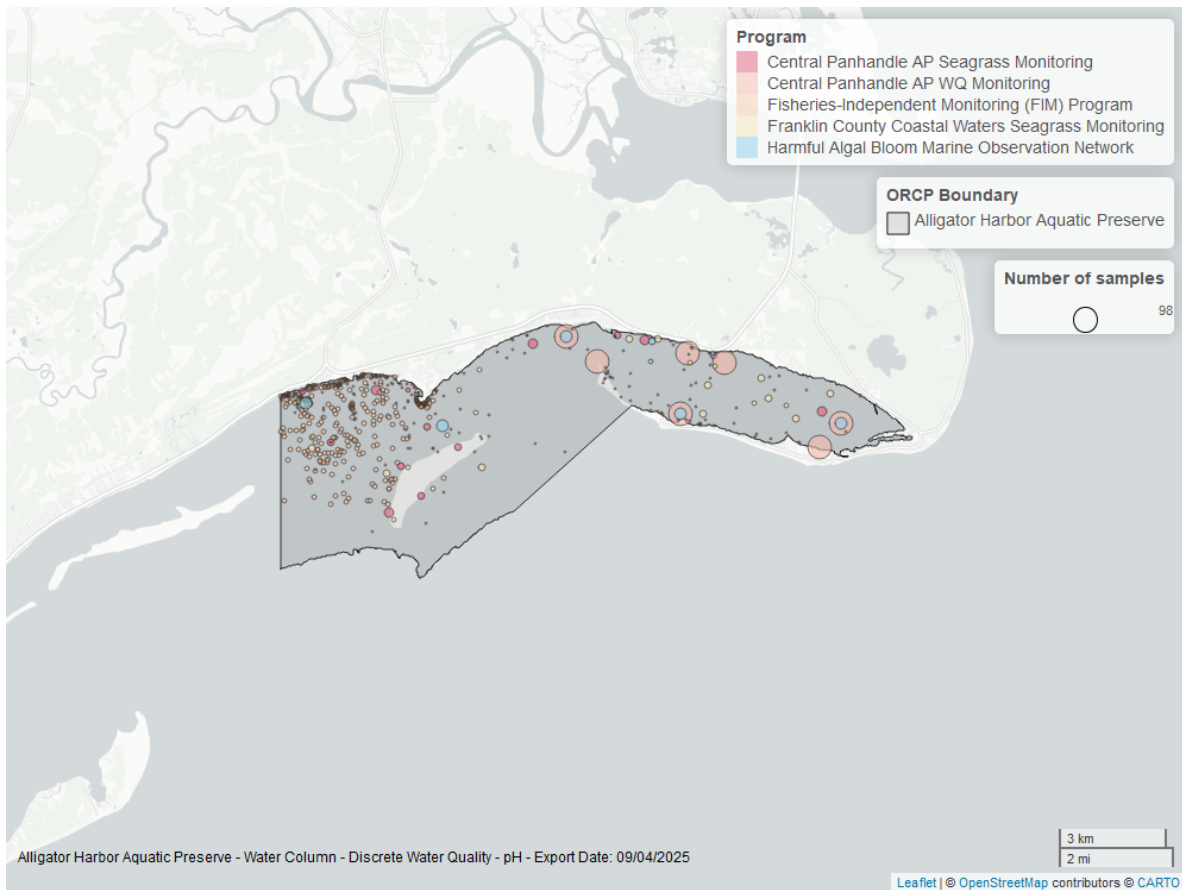 Program
Central Panhandle AP Seagrass Monitoring
Central Panhandle AP WQ Monitoring
Fisheries-Independent Monitoring (FIM) Program
Franklin County Coastal Waters Seagrass Monitoring
Harmful Algal Bloom Marine Observation Network
ORCP Boundary
Alligator Harbor Aquatic Preserve
Number of samples
98
3 km
2 mi
Alligator Harbor Aquatic Preserve - Water Column - Discrete Water Quality - pH - Export Date: 09/04/2025
Leaflet | © OpenStreetMap contributors © CARTO